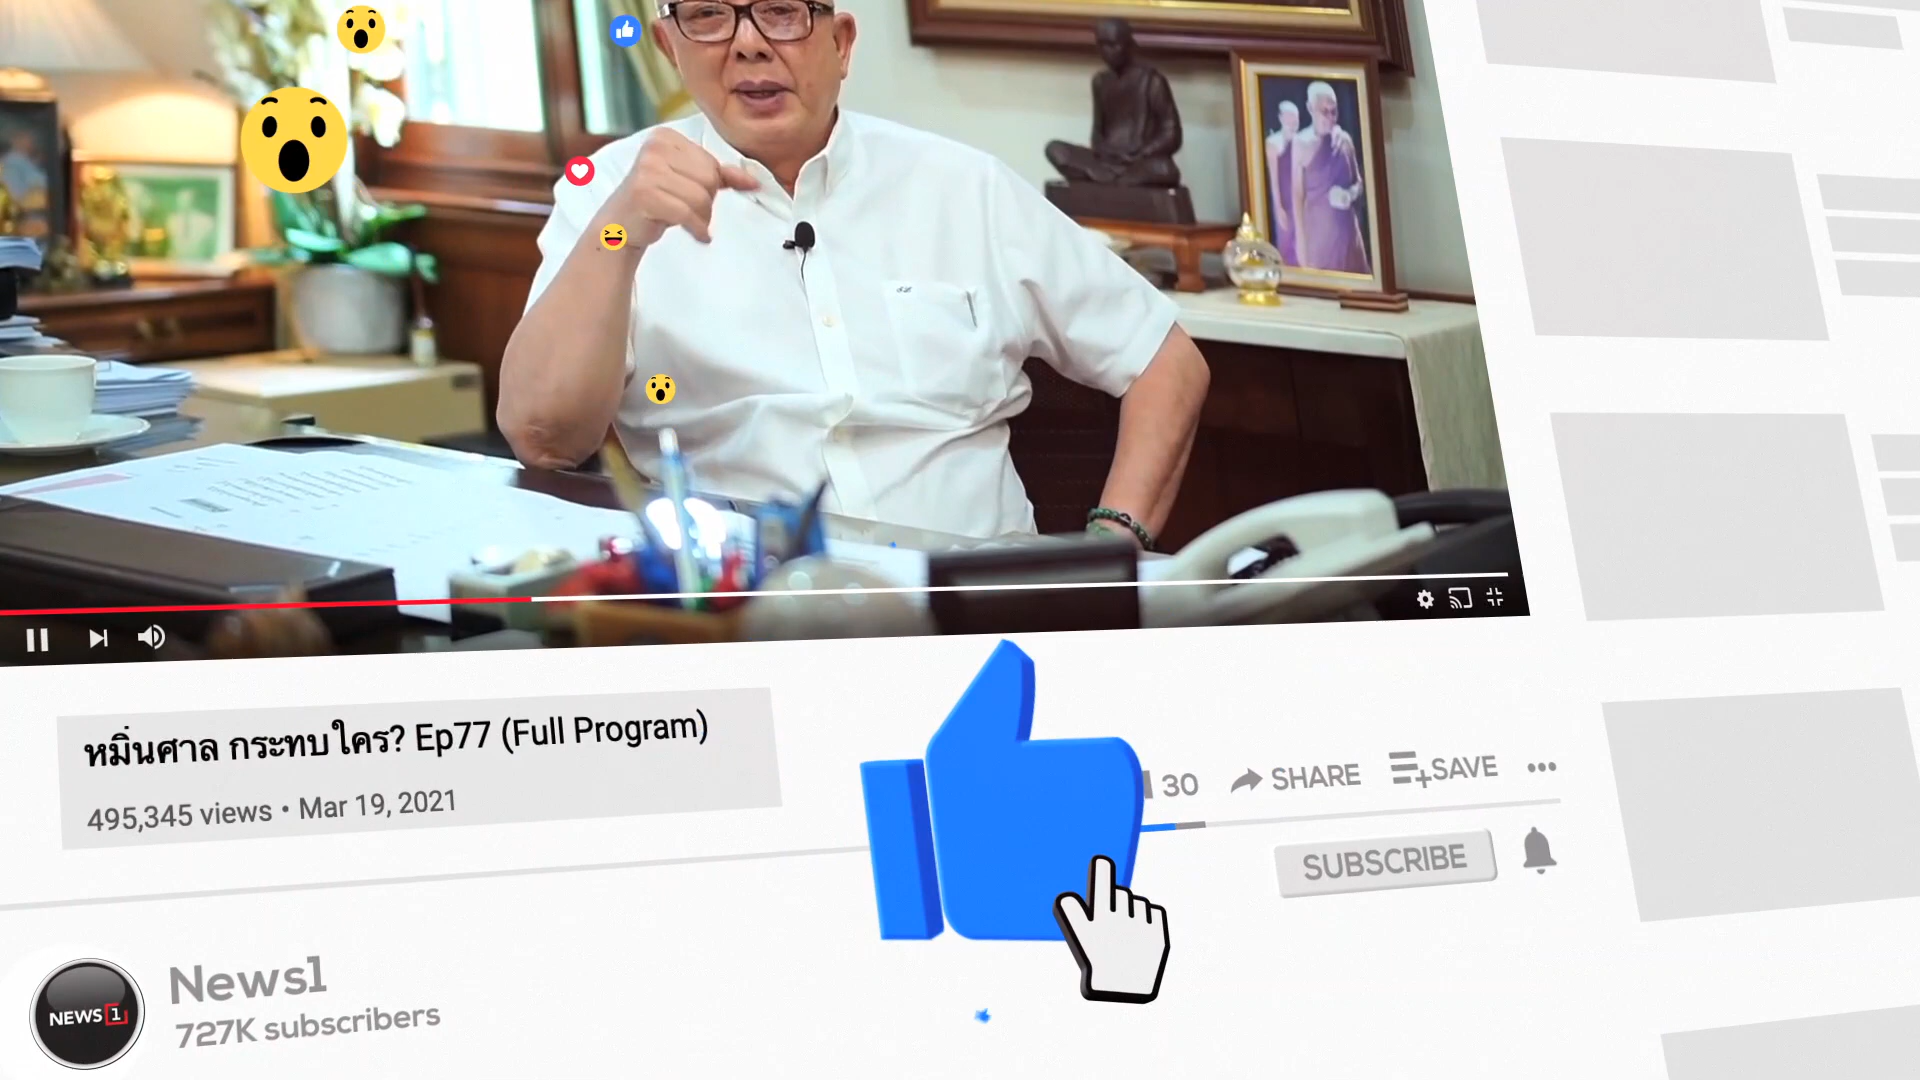 หมิ่นศาล กระทบใคร? Ep77 (Full Program)
495,345 views • Mar 19, 2021
30
SHARE
SAVE
SUBSCRIBE
NEWS 1
News1
727K subscribers